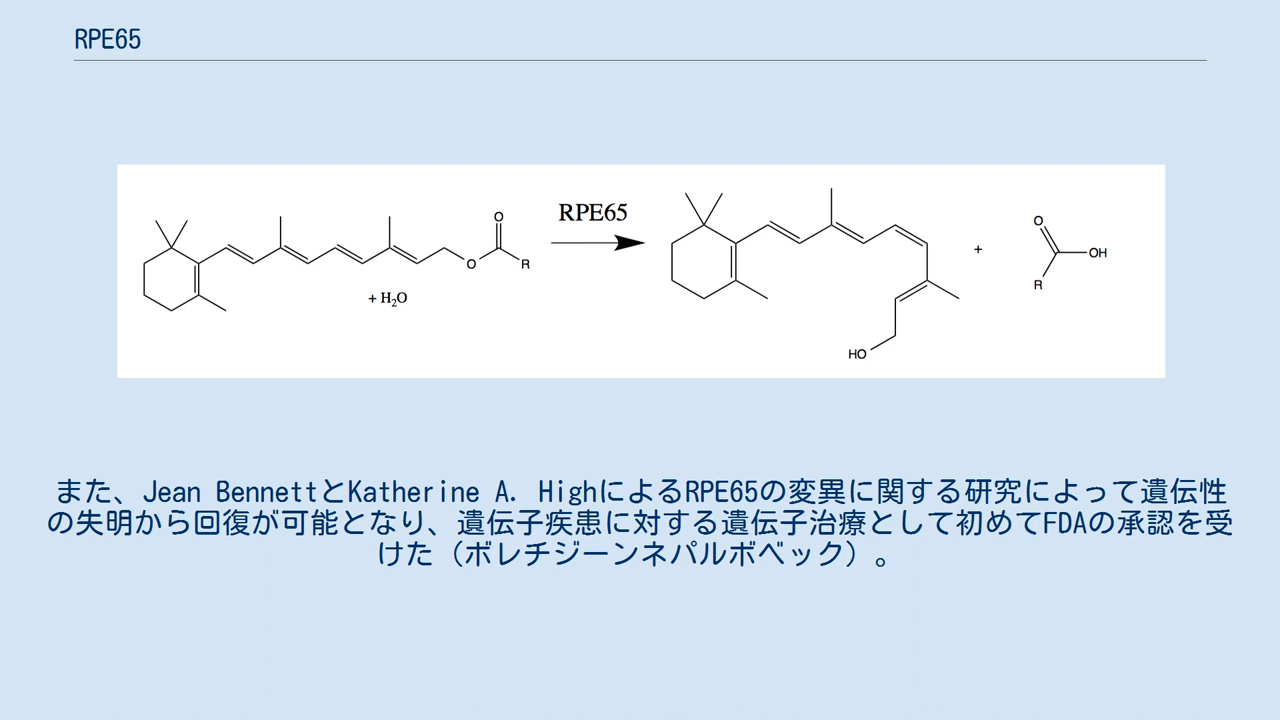 RPE65
RPE65
O
O
R
+ H₂O
+
O
OH
R
HO
また、Jean BennettとKatherine A. HighによるRPE65の変異に関する研究によって遺伝性
の失明から回復が可能となり、遺伝子疾患に対する遺伝子治療として初めてFDAの承認を受
けた（ボレチジーンネパルボベック）。